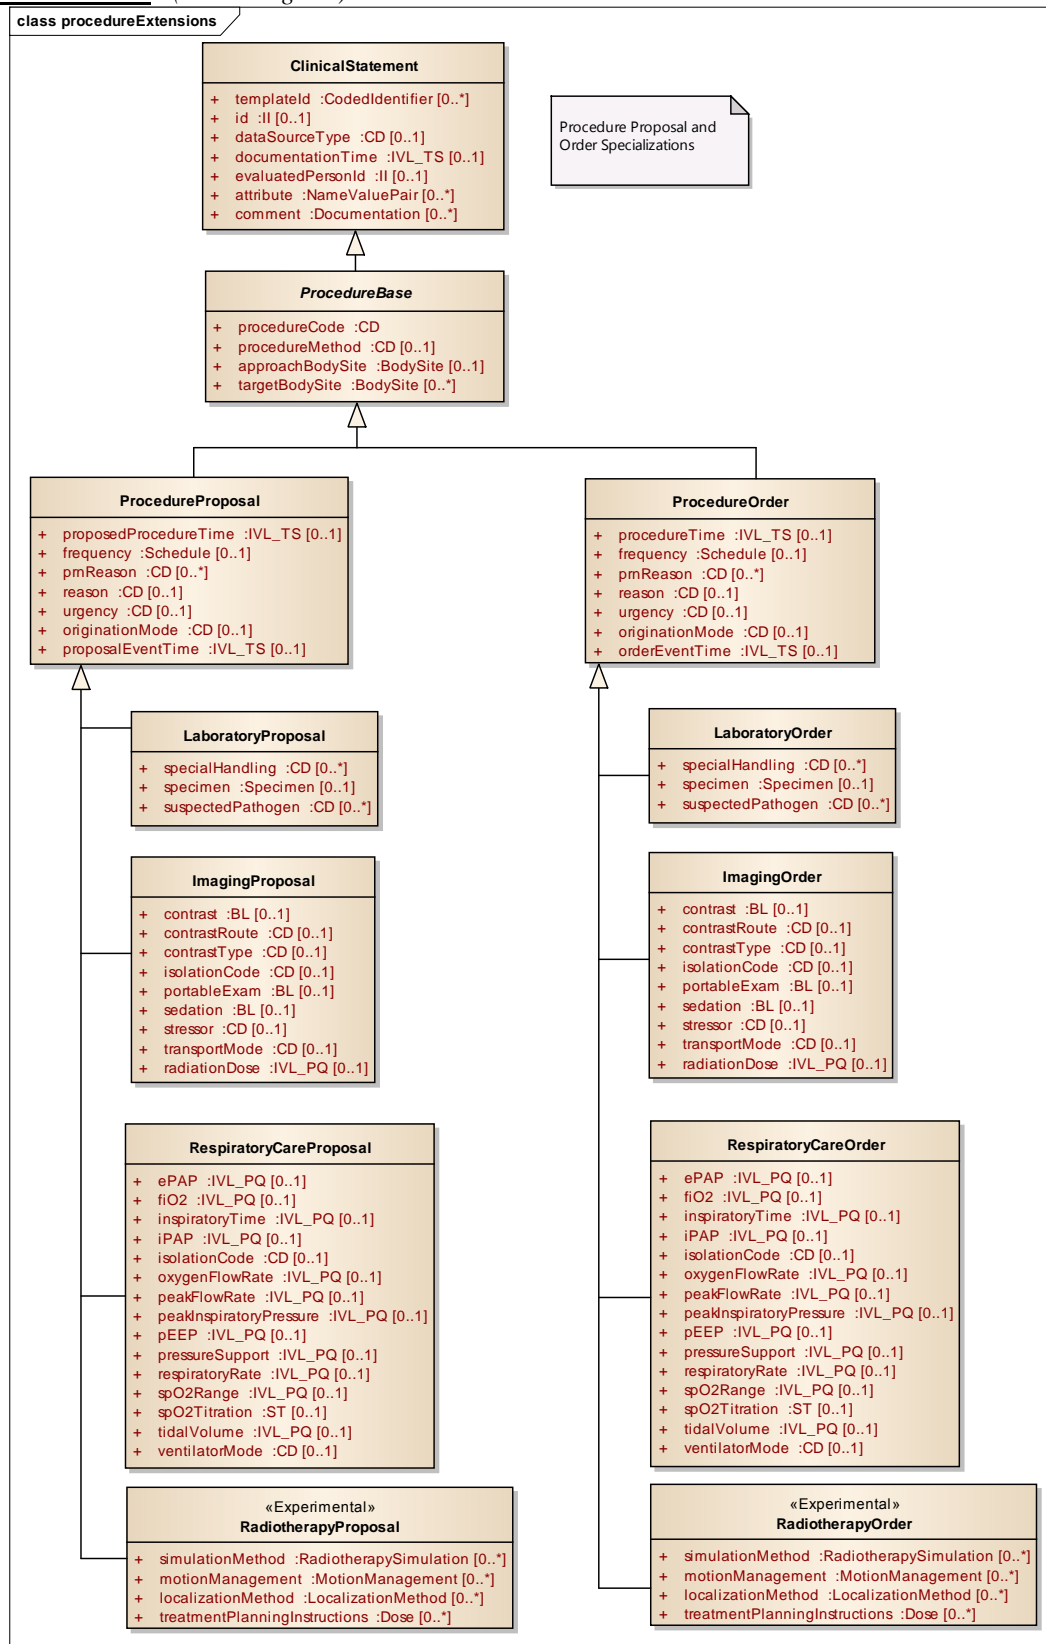 class procedureExtensions
ClinicalStatement
+ templateId :CodedIdentifier [0..*]
+ id :II [0..1]
+ dataSourceType :CD [0..1]
+ documentationTime :IVL_TS [0..1]
+ evaluatedPersonId :II [0..1]
+ attribute :NameValuePair [0..*]
+ comment :Documentation [0..*]
Procedure Proposal and
Order Specializations
ProcedureBase
+ procedureCode :CD
+ procedureMethod :CD [0..1]
+ approachBodySite :BodySite [0..1]
+ targetBodySite :BodySite [0..*]
ProcedureProposal
+ proposedProcedureTime :IVL_TS [0..1]
+ frequency :Schedule [0..1]
+ prnReason :CD [0..*]
+ reason :CD [0..1]
+ urgency :CD [0..1]
+ originationMode :CD [0..1]
+ proposalEventTime :IVL_TS [0..1]
ProcedureOrder
+ procedureTime :IVL_TS [0..1]
+ frequency :Schedule [0..1]
+ prnReason :CD [0..*]
+ reason :CD [0..1]
+ urgency :CD [0..1]
+ originationMode :CD [0..1]
+ orderEventTime :IVL_TS [0..1]
LaboratoryProposal
+ specialHandling :CD [0..*]
+ specimen :Specimen [0..1]
+ suspectedPathogen :CD [0..*]
LaboratoryOrder
+ specialHandling :CD [0..*]
+ specimen :Specimen [0..1]
+ suspectedPathogen :CD [0..*]
ImagingProposal
+ contrast :BL [0..1]
+ contrastRoute :CD [0..1]
+ contrastType :CD [0..1]
+ isolationCode :CD [0..1]
+ portableExam :BL [0..1]
+ sedation :BL [0..1]
+ stressor :CD [0..1]
+ transportMode :CD [0..1]
+ radiationDose :IVL_PQ [0..1]
ImagingOrder
+ contrast :BL [0..1]
+ contrastRoute :CD [0..1]
+ contrastType :CD [0..1]
+ isolationCode :CD [0..1]
+ portableExam :BL [0..1]
+ sedation :BL [0..1]
+ stressor :CD [0..1]
+ transportMode :CD [0..1]
+ radiationDose :IVL_PQ [0..1]
RespiratoryCareProposal
+ ePAP :IVL_PQ [0..1]
+ fiO2 :IVL_PQ [0..1]
+ inspiratoryTime :IVL_PQ [0..1]
+ iPAP :IVL_PQ [0..1]
+ isolationCode :CD [0..1]
+ oxygenFlowRate :IVL_PQ [0..1]
+ peakFlowRate :IVL_PQ [0..1]
+ peakInspiratoryPressure :IVL_PQ [0..1]
+ pEEP :IVL_PQ [0..1]
+ pressureSupport :IVL_PQ [0..1]
+ respiratoryRate :IVL_PQ [0..1]
+ spO2Range :IVL_PQ [0..1]
+ spO2Titration :ST [0..1]
+ tidalVolume :IVL_PQ [0..1]
+ ventilatorMode :CD [0..1]
RespiratoryCareOrder
+ ePAP :IVL_PQ [0..1]
+ fiO2 :IVL_PQ [0..1]
+ inspiratoryTime :IVL_PQ [0..1]
+ iPAP :IVL_PQ [0..1]
+ isolationCode :CD [0..1]
+ oxygenFlowRate :IVL_PQ [0..1]
+ peakFlowRate :IVL_PQ [0..1]
+ peakInspiratoryPressure :IVL_PQ [0..1]
+ pEEP :IVL_PQ [0..1]
+ pressureSupport :IVL_PQ [0..1]
+ respiratoryRate :IVL_PQ [0..1]
+ spO2Range :IVL_PQ [0..1]
+ spO2Titration :ST [0..1]
+ tidalVolume :IVL_PQ [0..1]
+ ventilatorMode :CD [0..1]
«Experimental»
RadiotherapyProposal
+ simulationMethod :RadiotherapySimulation [0..*]
+ motionManagement :MotionManagement [0..*]
+ localizationMethod :LocalizationMethod [0..*]
+ treatmentPlanningInstructions :Dose [0..*]
«Experimental»
RadiotherapyOrder
+ simulationMethod :RadiotherapySimulation [0..*]
+ motionManagement :MotionManagement [0..*]
+ localizationMethod :LocalizationMethod [0..*]
+ treatmentPlanningInstructions :Dose [0..*]